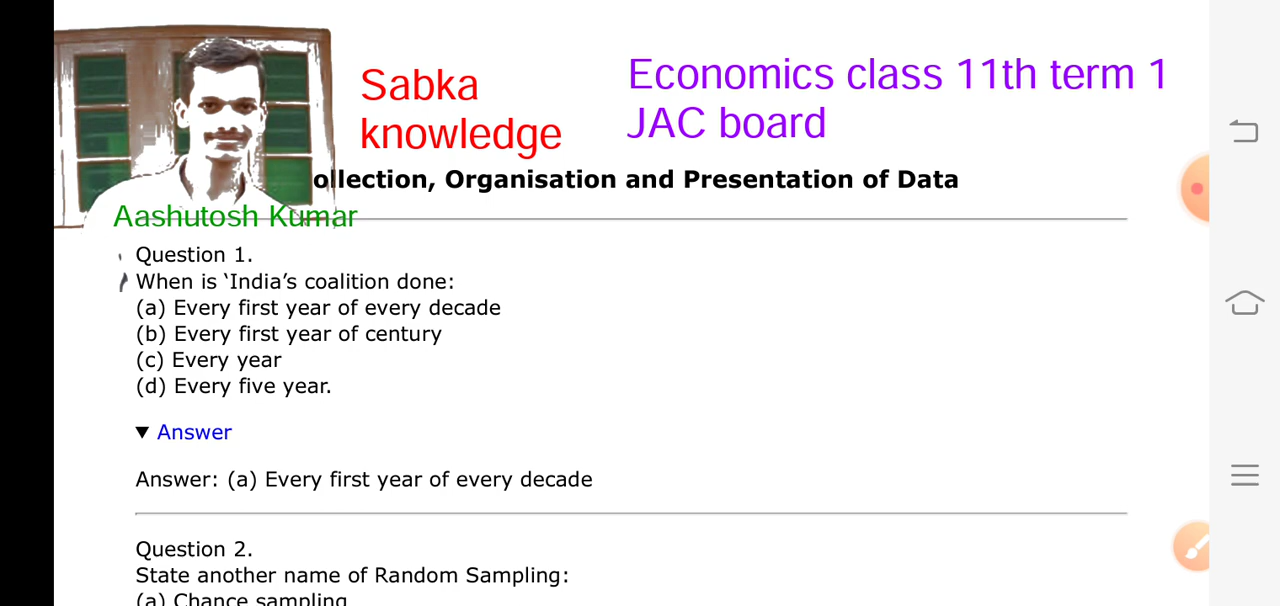 Sabka
knowledge
Economics class 11th term 1
JAC board
ollection, Organisation and Presentation of Data
Aashutosh Kumar
Question 1.
When is ‘India’s coalition done:
(a) Every first year of every decade
(b) Every first year of century
(c) Every year
(d) Every five year.
▼ Answer
Answer: (a) Every first year of every decade
Question 2.
State another name of Random Sampling:
(a) Chance sampling